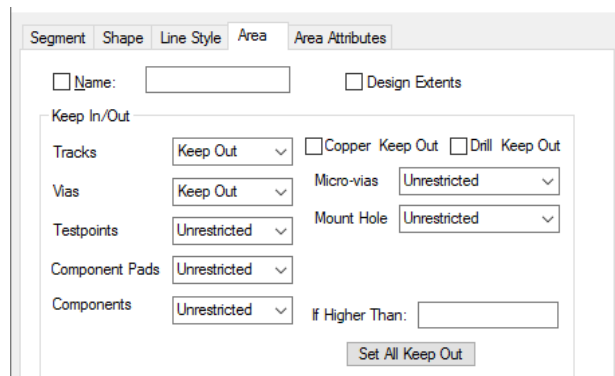 Segment Shape Line Style Area Area Attributes
Name: Design Extents
Keep In/Out
Tracks Keep Out Copper Keep Out Drill Keep Out
Vias Keep Out Micro-vias Unrestricted
Testpoints Unrestricted Mount Hole Unrestricted
Component Pads Unrestricted
Components Unrestricted If Higher Than:
Set All Keep Out